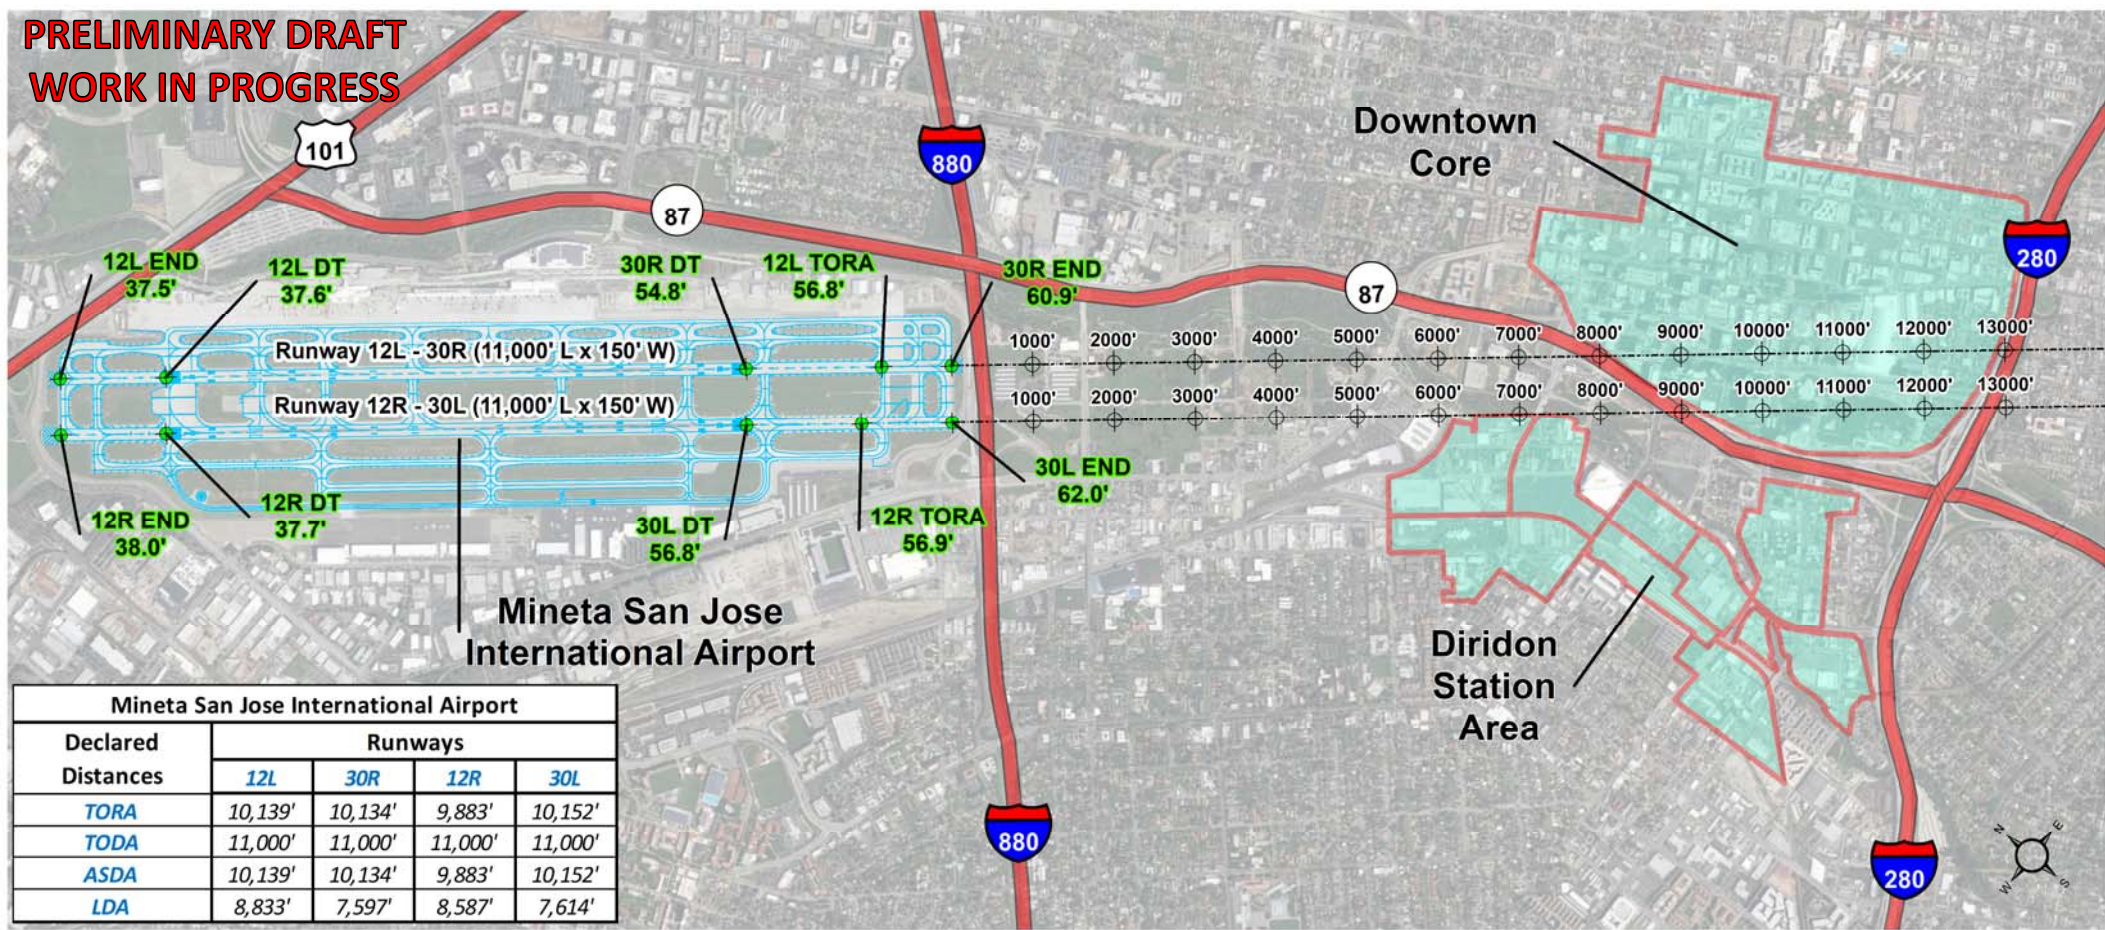 PRELIMINARY DRAFT
WORK IN PROGRESS
101
880
87
Downtown
Core
280
12L END
37.5'
12L DT
37.6'
30R DT
54.8'
12L TORA
56.8'
30R END
60.9'
87
Runway 12L - 30R (11,000' L x 150' W)
1000' 2000' 3000' 4000' 5000' 6000' 7000' 8000' 9000' 10000' 11000' 12000' 13000'
Runway 12R - 30L (11,000' L x 150' W)
1000' 2000' 3000' 4000' 5000' 6000' 7000' 8000' 9000' 10000' 11000' 12000' 13000'
12R END
38.0'
12R DT
37.7'
30L DT
56.8'
12R TORA
56.9'
30L END
62.0'
Mineta San Jose
International Airport
Diridon
Station
Area
Mineta San Jose International Airport
Declared
Distances
Runways
12L 30R 12R 30L
TORA 10,139' 10,134' 9,883' 10,152'
TODA 11,000' 11,000' 11,000' 11,000'
ASDA 10,139' 10,134' 9,883' 10,152'
LDA 8,833' 7,597' 8,587' 7,614'
880
280
N E
W S